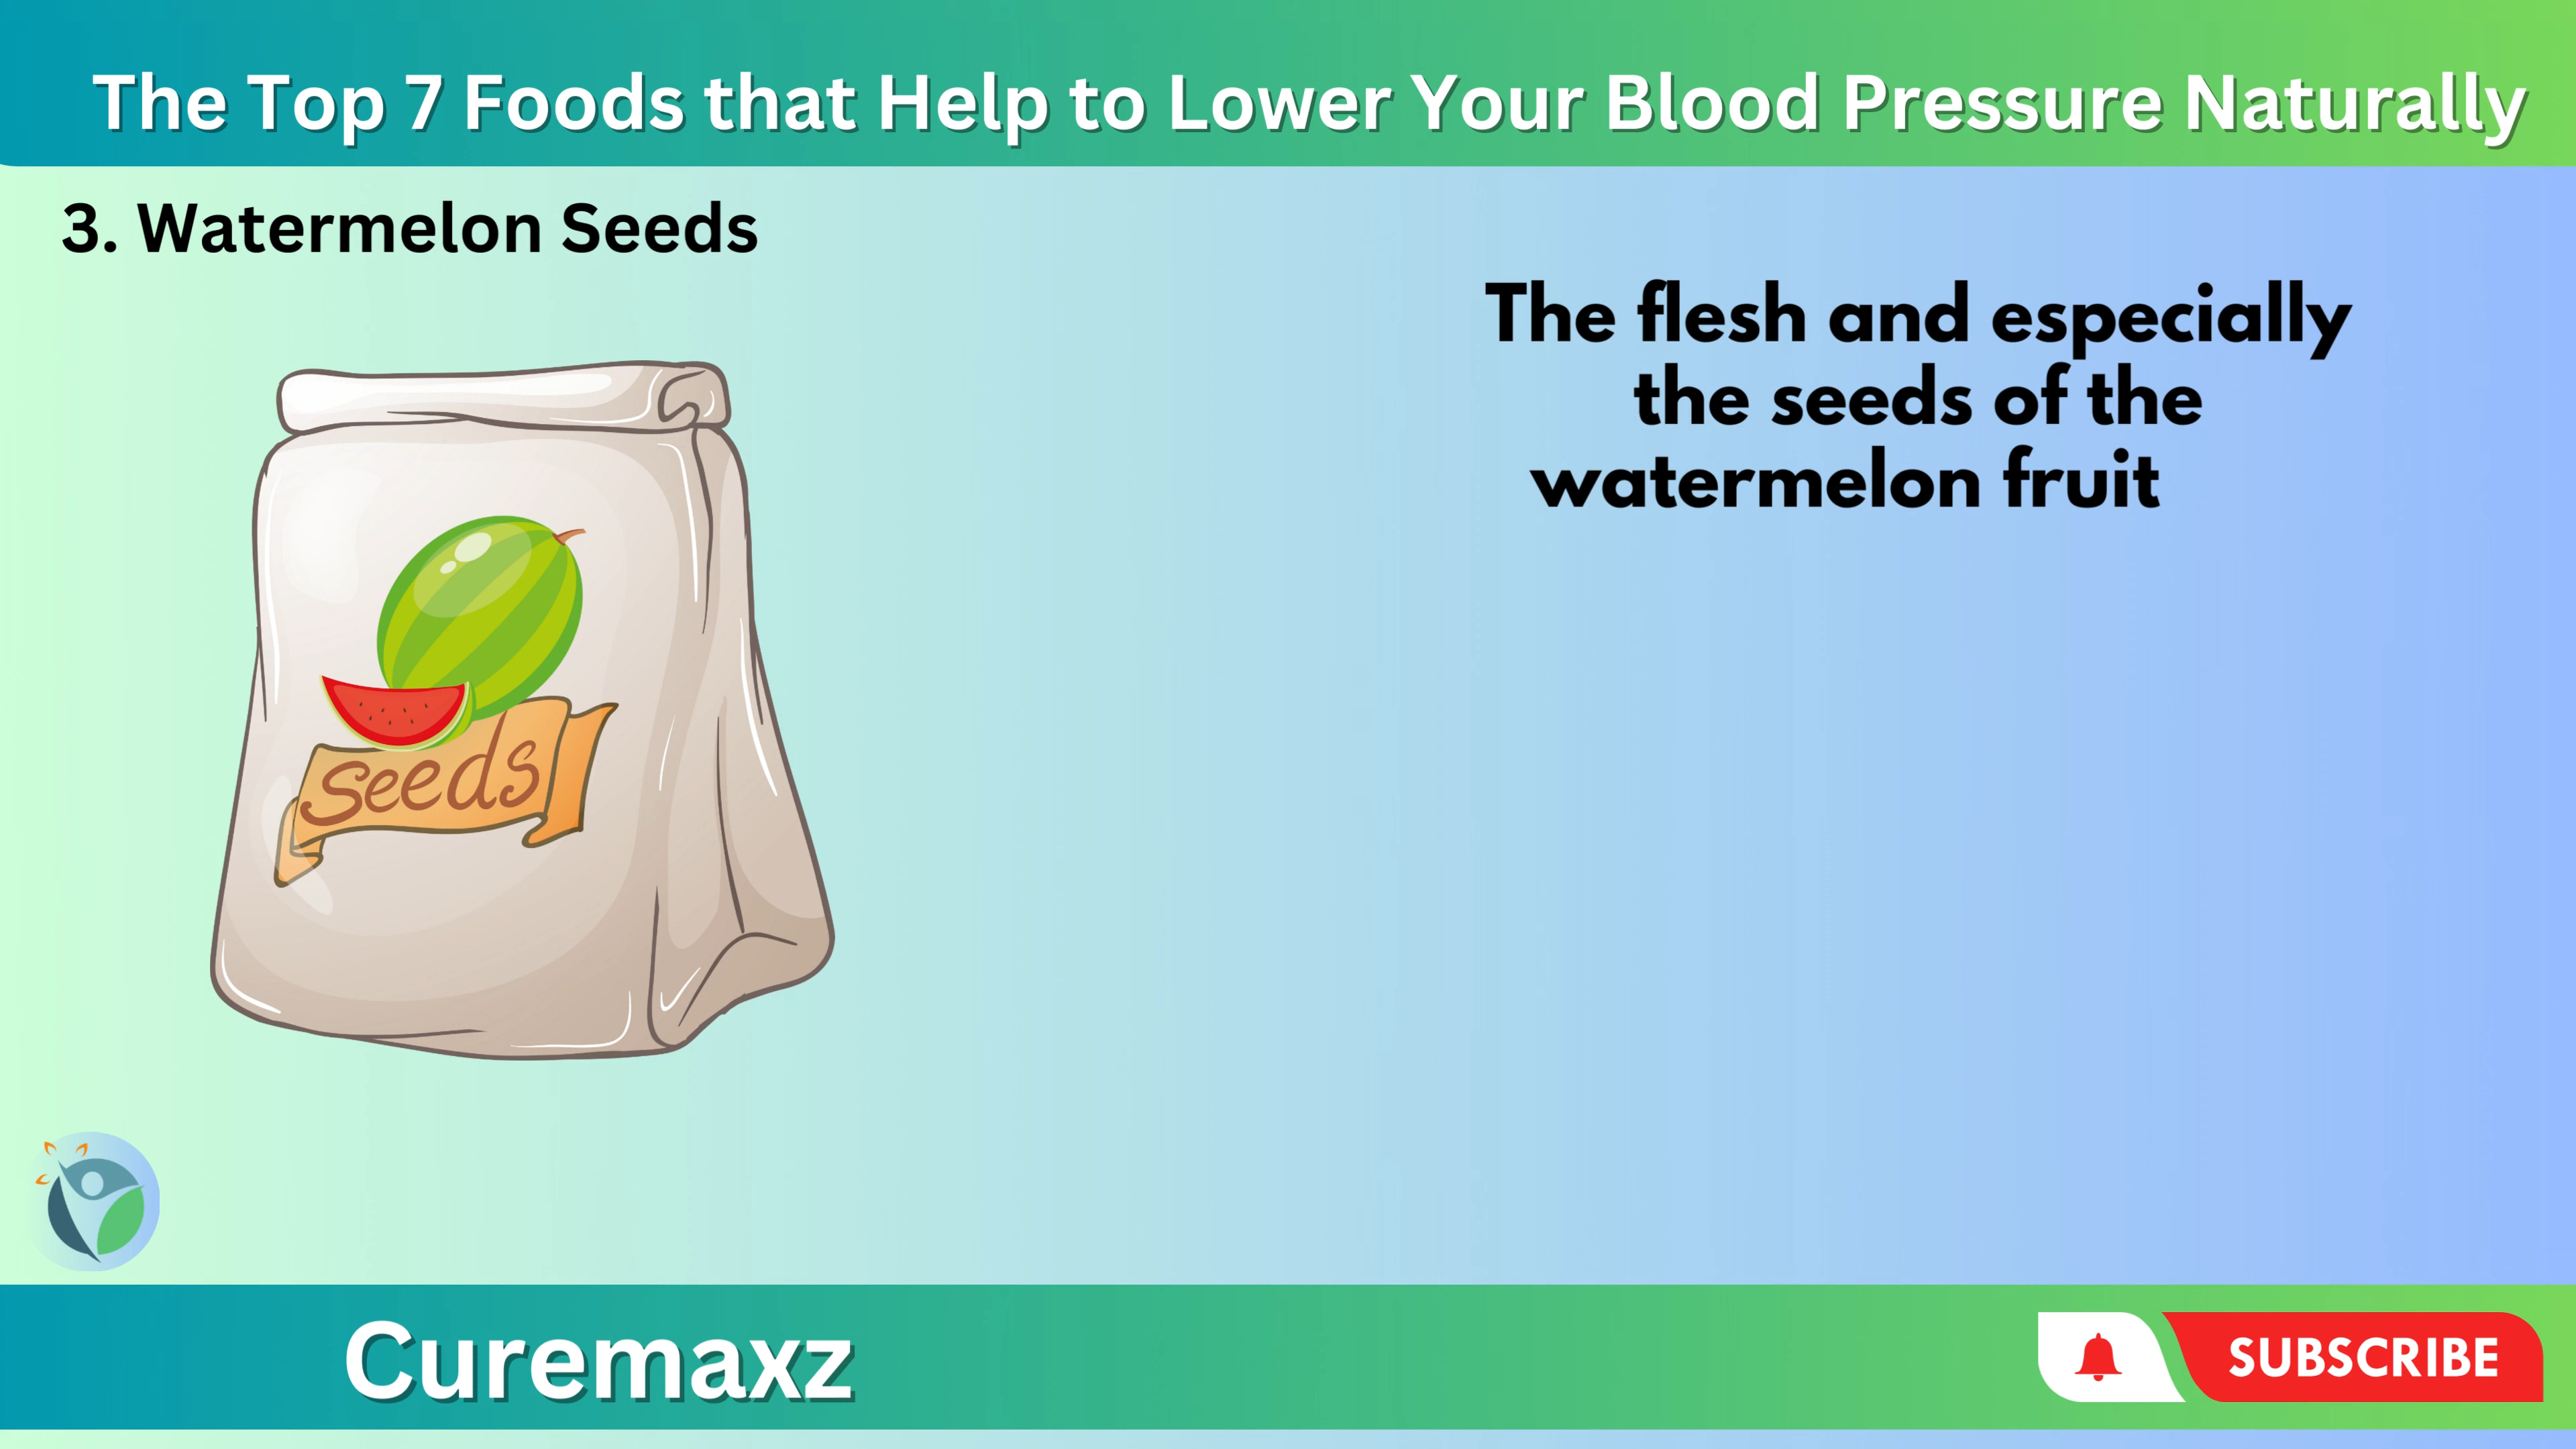 The Top 7 Foods that Help to Lower Your Blood Pressure Naturally
3. Watermelon Seeds
The flesh and especially
the seeds of the
watermelon fruit
seeds
Curemaxz
SUBSCRIBE